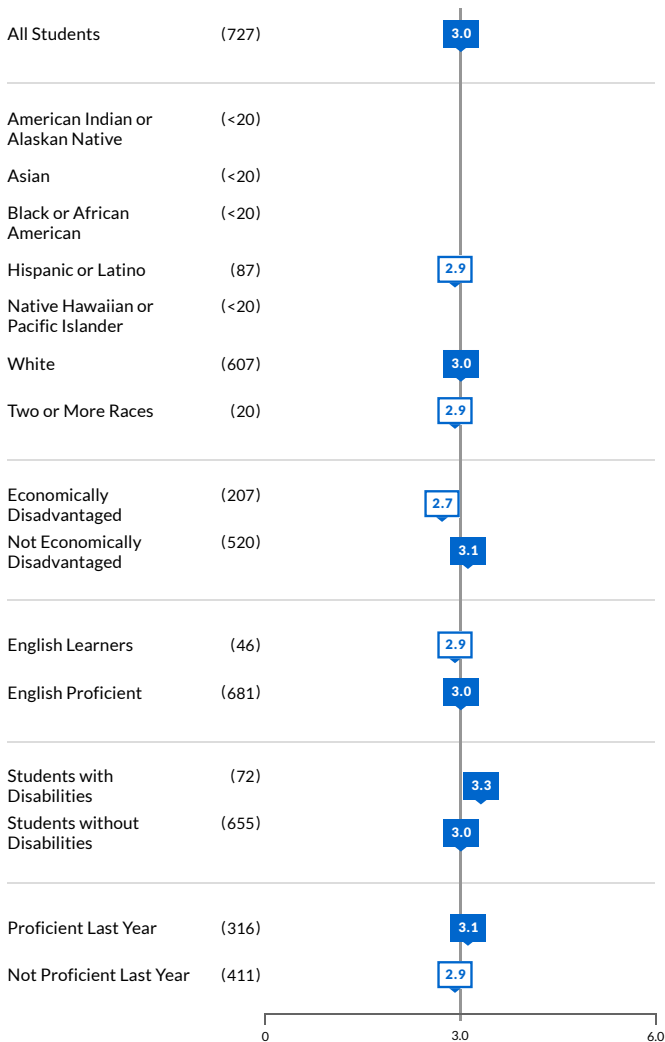 All Students (727) 3.0
American Indian or (<20)
Alaskan Native
Asian (<20)
Black or African (<20)
American
Hispanic or Latino (87) 2.9
Native Hawaiian or (<20)
Pacific Islander
White (607) 3.0
Two or More Races (20) 2.9
Economically (207) 2.7
Disadvantaged
Not Economically (520) 3.1
Disadvantaged
English Learners (46) 2.9
English Proficient (681) 3.0
Students with (72) 3.3
Disabilities
Students without (655) 3.0
Disabilities
Proficient Last Year (316) 3.1
Not Proficient Last Year (411) 2.9
0 3.0 6.0